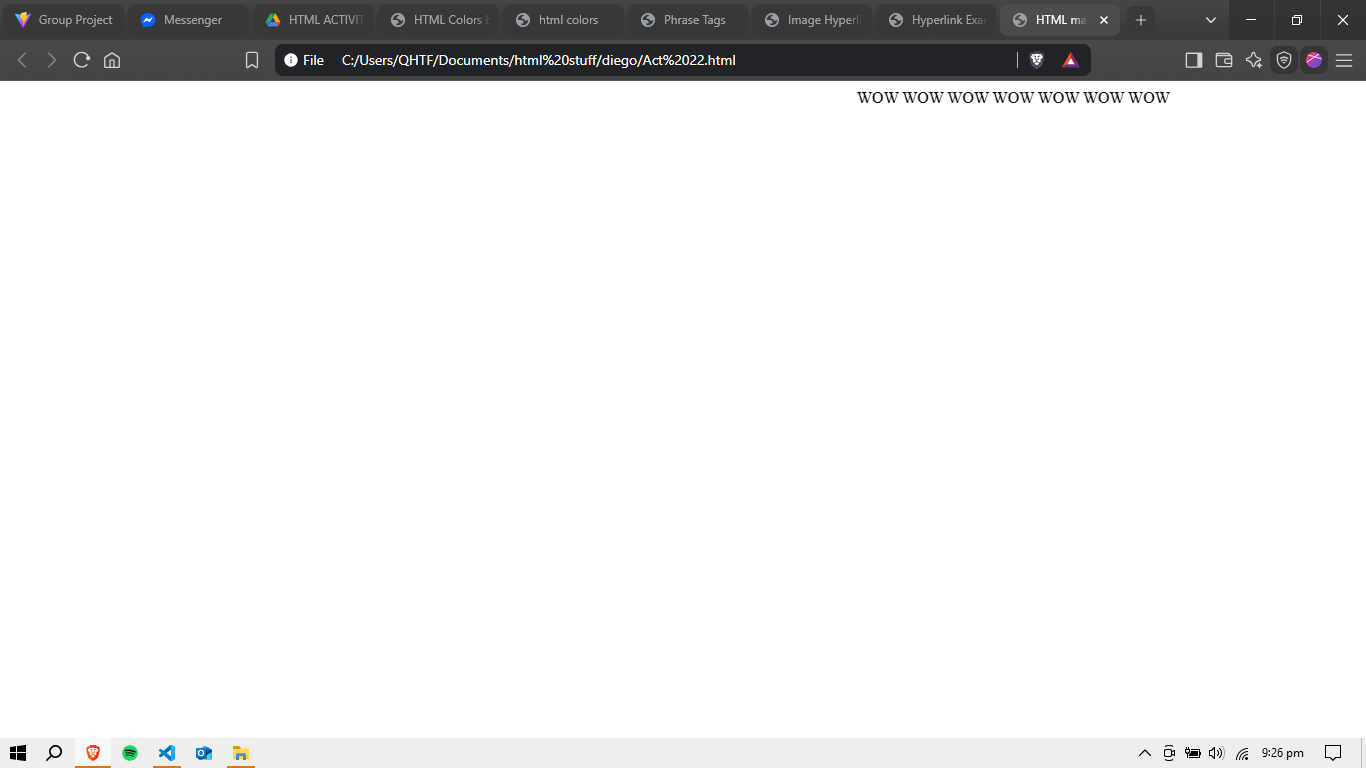 Group Project
Messenger
HTML ACTIVIT
HTML Colors
html colors
Phrase Tags
Image Hyperli
Hyperlink Exa
HTML ma
File C:/Users/QHTF/Documents/html%20stuff/diego/Act%2022.html
WOW WOW WOW WOW WOW WOW WOW
9:26 pm